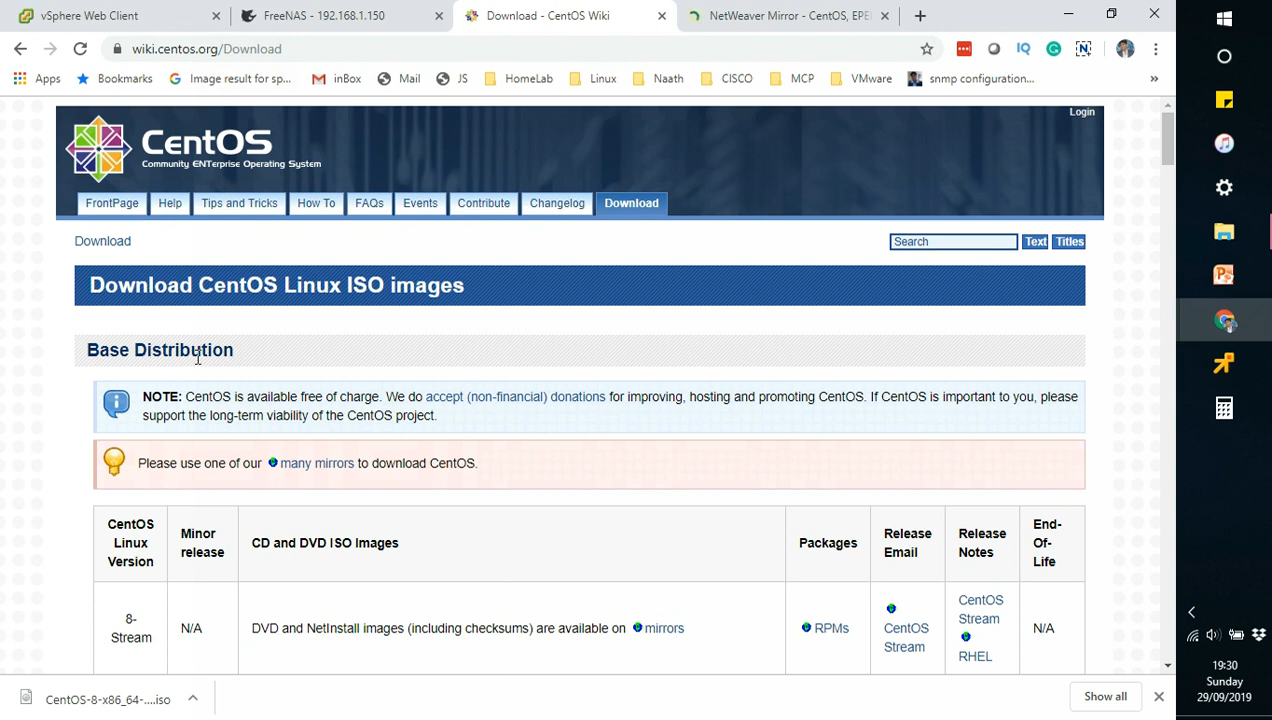 vSphere Web Client
FreeNAS - 192.168.1.150
Download - CentOS Wiki
NetWeaver Mirror - CentOS, EPEL
wiki.centos.org/Download
Apps
Bookmarks
Image result for sp...
inBox
Mail
JS
HomeLab
Linux
Naath
CISCO
MCP
VMware
snmp configuration...
»
Login
CentOS
Community ENTerprise Operating System
FrontPage
Help
Tips and Tricks
How To
FAQs
Events
Contribute
Changelog
Download
Download
Search
Text
Titles
Download CentOS Linux ISO images
Base Distribution
NOTE: CentOS is available free of charge. We do accept (non-financial) donations for improving, hosting and promoting CentOS. If CentOS is important to you, please
support the long-term viability of the CentOS project.
Please use one of our many mirrors to download CentOS.
CentOS
Linux
Version
Minor
release
CD and DVD ISO Images
Packages
Release
Email
Release
Notes
End-
Of-
Life
8-
Stream
N/A
DVD and NetInstall images (including checksums) are available on mirrors
RPMs
CentOS
Stream
CentOS
Stream
RHEL
N/A
CentOS-8-x86_64-....iso
Show all
19:30
Sunday
29/09/2019